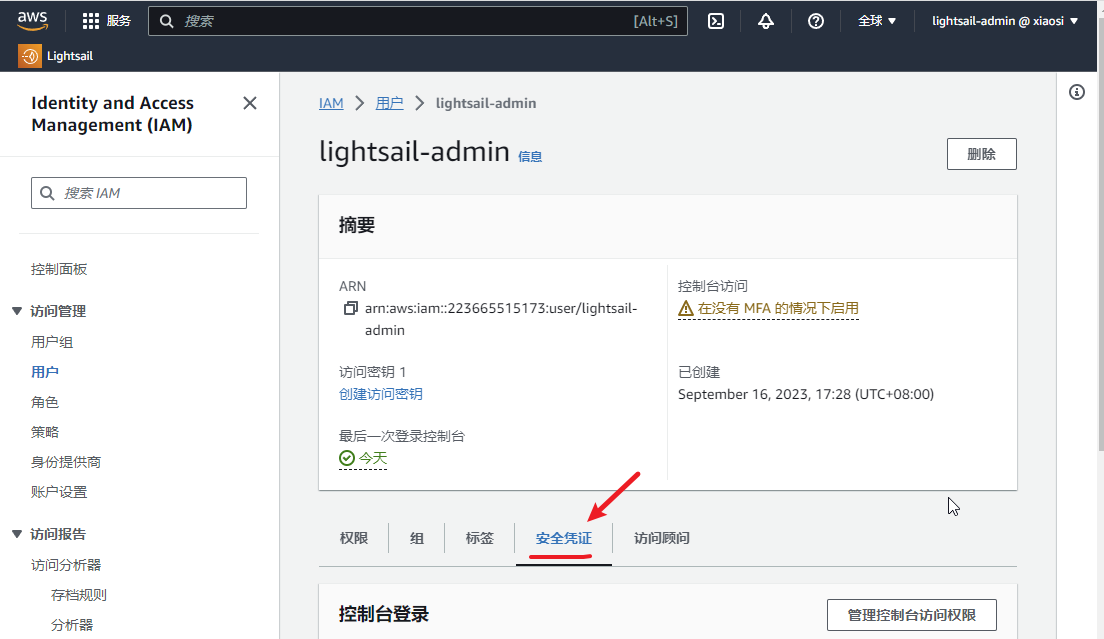 aws
服务
搜索
[Alt+S]
全球
lightsail-admin @ xiaosi
Lightsail
Identity and Access
Management (IAM)
搜索 IAM
控制面板
访问管理
用户组
用户
角色
策略
身份提供商
账户设置
访问报告
访问分析器
存档规则
分析器
IAM
用户
lightsail-admin
lightsail-admin 信息
删除
摘要
ARN
arn:aws:iam::223665515173:user/lightsail-
admin
控制台访问
在没有 MFA 的情况下启用
访问密钥 1
创建访问密钥
已创建
September 16, 2023, 17:28 (UTC+08:00)
最后一次登录控制台
今天
权限
组
标签
安全凭证
访问顾问
控制台登录
管理控制台访问权限